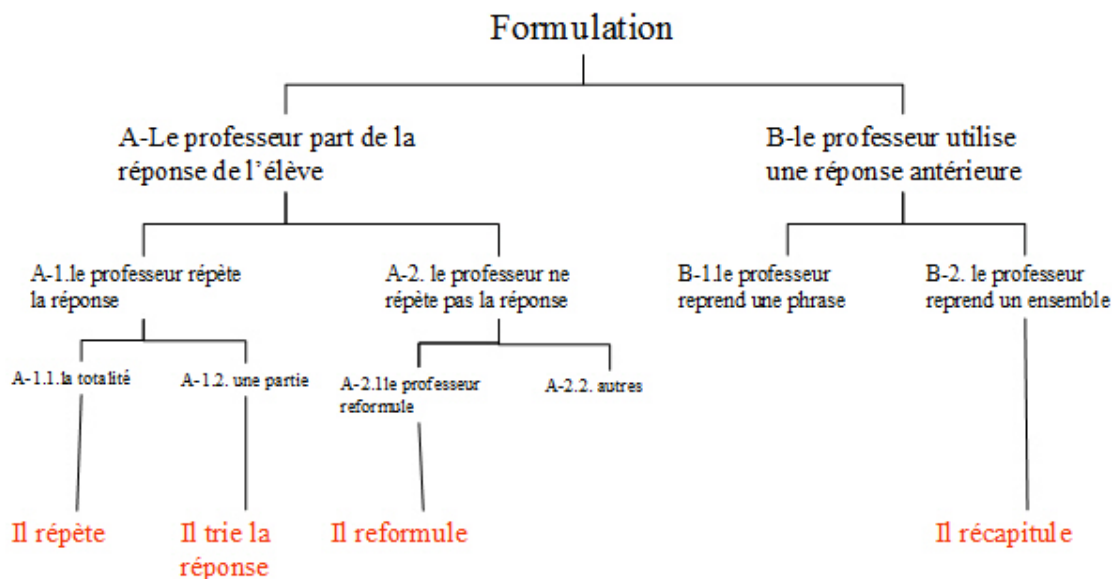 Formulation
A-Le professeur part de la
réponse de l'élève
B-le professeur utilise
une réponse antérieure
A-1.le professeur répète
la réponse
A-2. le professeur ne
répète pas la réponse
B-1.le professeur
reprend une phrase
B-2. le professeur
reprend un ensemble
A-1.1.la totalité
A-1.2. une partie
A-2.1le professeur
reformule
A-2.2. autres
Il répète
Il trie la
réponse
Il reformule
Il récapitule